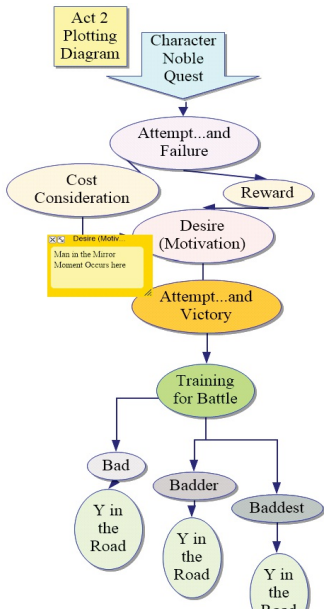 Act 2
Plotting
Diagram
Character
Noble
Quest
Attempt...and
Failure
Cost
Consideration
Reward
Desire
(Motivation)
Desire (Motiv...
Man in the Mirror
Moment Occurs here
Attempt...and
Victory
Training
for Battle
Bad
Badder
Baddest
Y in
the
Road
Y in
the
Road
Y in
the
Road